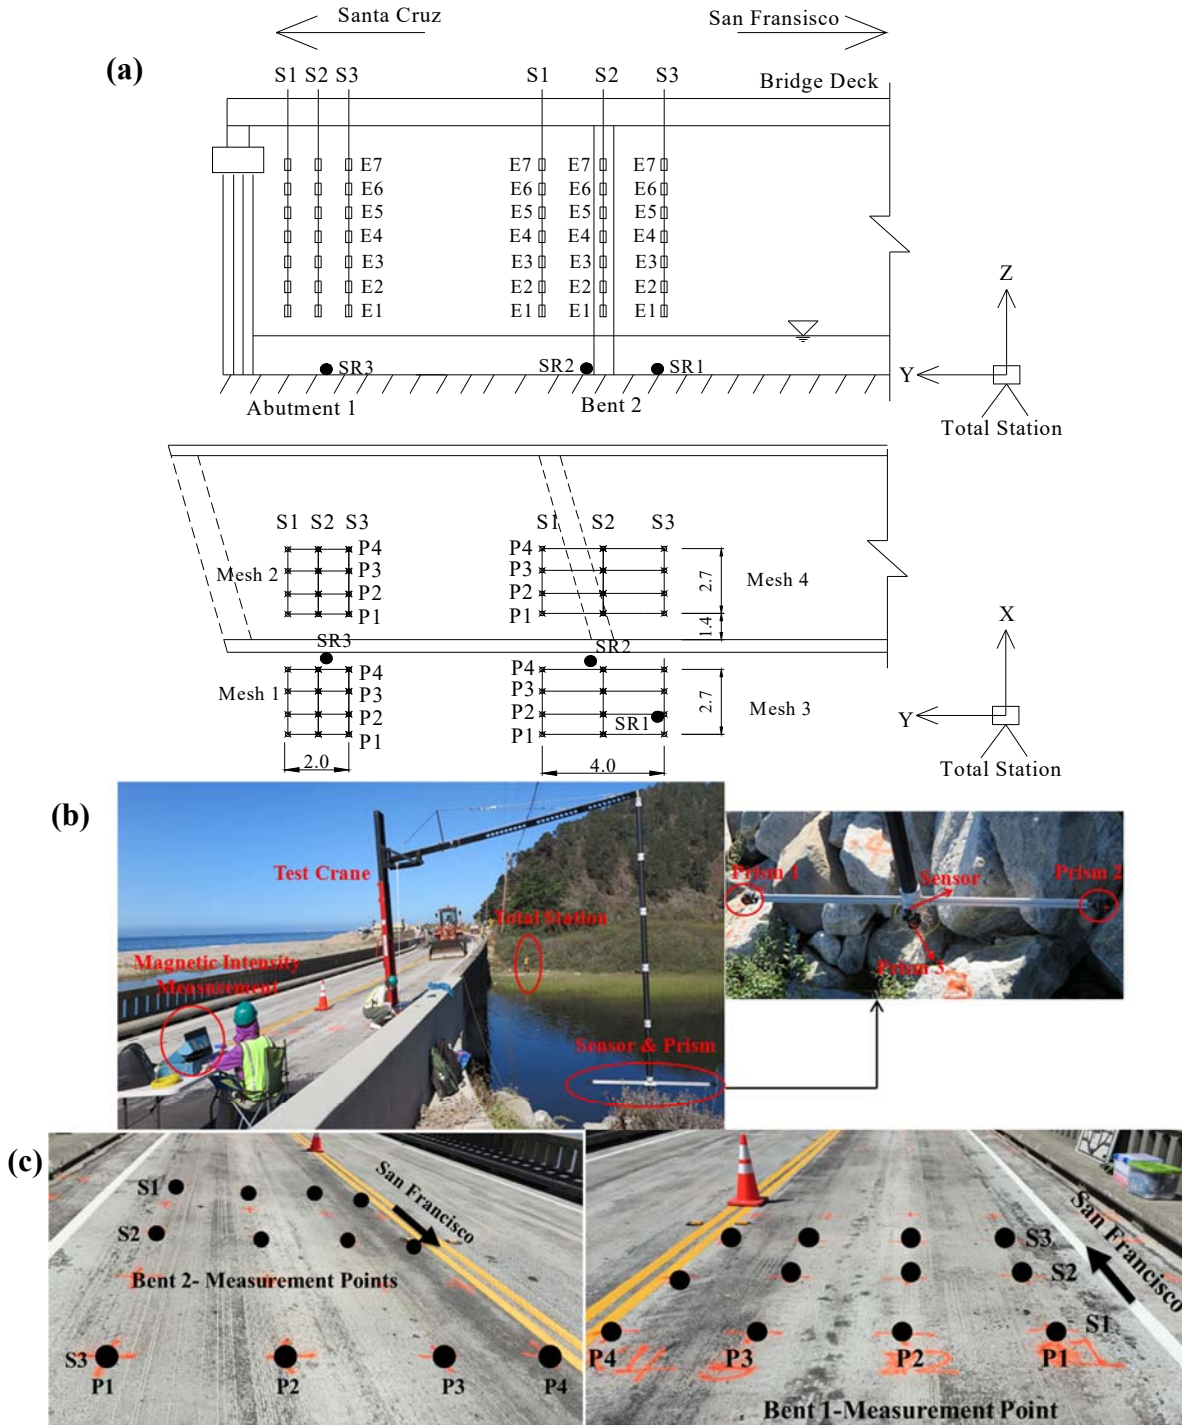 Santa Cruz
San Fransisco
(a)
S1 S2 S3
S1 S2 S3
Bridge Deck
E7 E7 E7 E7
E6 E6 E6 E6
E5 E5 E5 E5
E4 E4 E4 E4
E3 E3 E3 E3
E2 E2 E2 E2
E1 E1 E1 E1
Z
SR3 SR2 SR1
Y
Abutment 1
Bent 2
Total Station
S1 S2 S3
S1 S2 S3
P4 P4
Mesh 2 P3 P3 Mesh 4
P2 P2
P1 P1
2.7
1.4
SR3 SR2
X
P4 P4
Mesh 1 P3 P3
P2 P2 SR1 Mesh 3
P1 P1
2.7
Y
Total Station
2.0
4.0
(b)
Test Crane
Total Station
Magnetic Intensity
Measurement
Sensor & Prism
Prism 1
Sensor
Prism 2
Prism 3
(c)
S1
San Francisco
S2
Bent 2- Measurement Points
S3
P1 P2 P3 P4
San Francisco
S3
S2
S1
P4 P3 P2 P1
Bent 1-Measurement Point